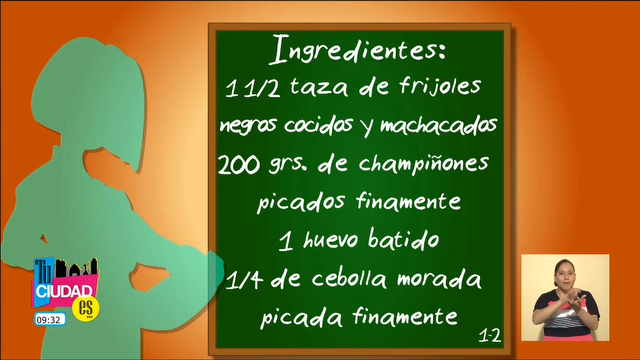 Ingredientes:
1 1/2 taza de frijoles
negros cocidos y machacados
200 grs. de champiñones
picados finamente
1 huevo batido
1/4 de cebolla morada
picada finamente
1-2
Tu
CIUDAD
es...
09:32